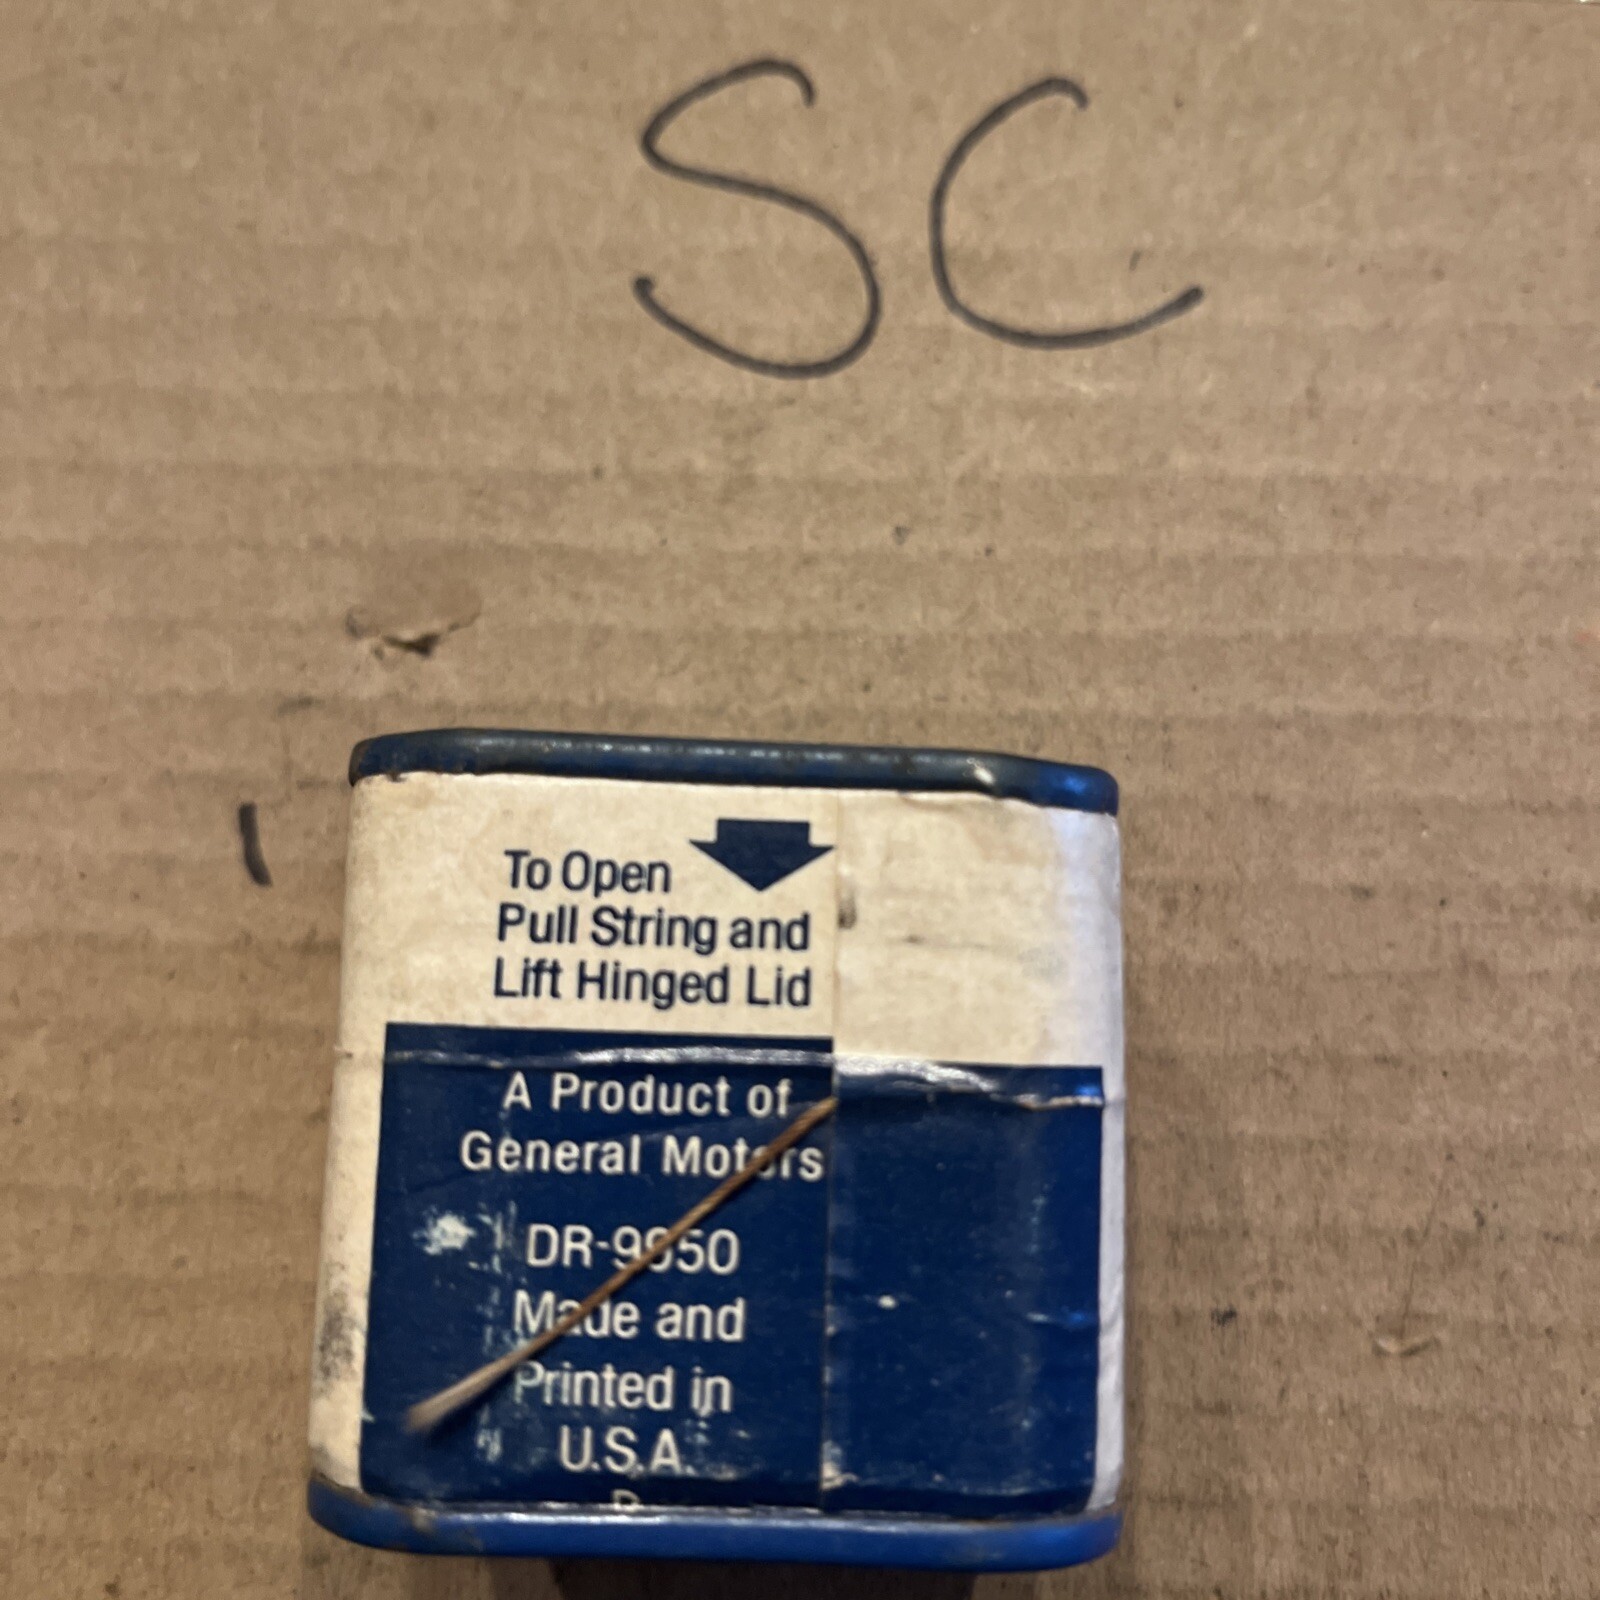 SC
To Open
Pull String and
Lift Hinged Lid
A Product of
General Motors
DR-9950
Made and
Printed in
U.S.A.